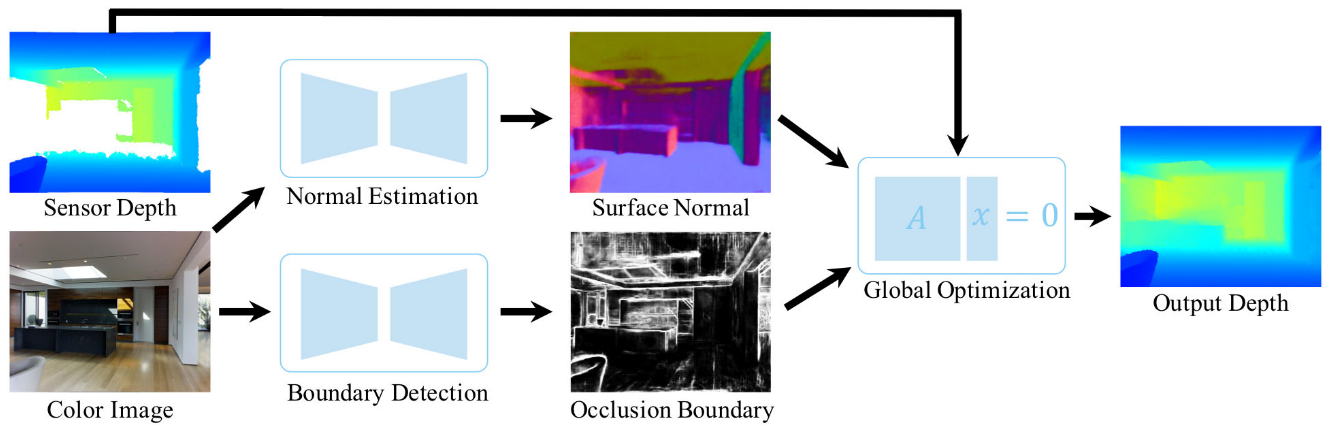 Sensor Depth
Normal Estimation
Surface Normal
A x = 0
Global Optimization
Output Depth
Color Image
Boundary Detection
Occlusion Boundary